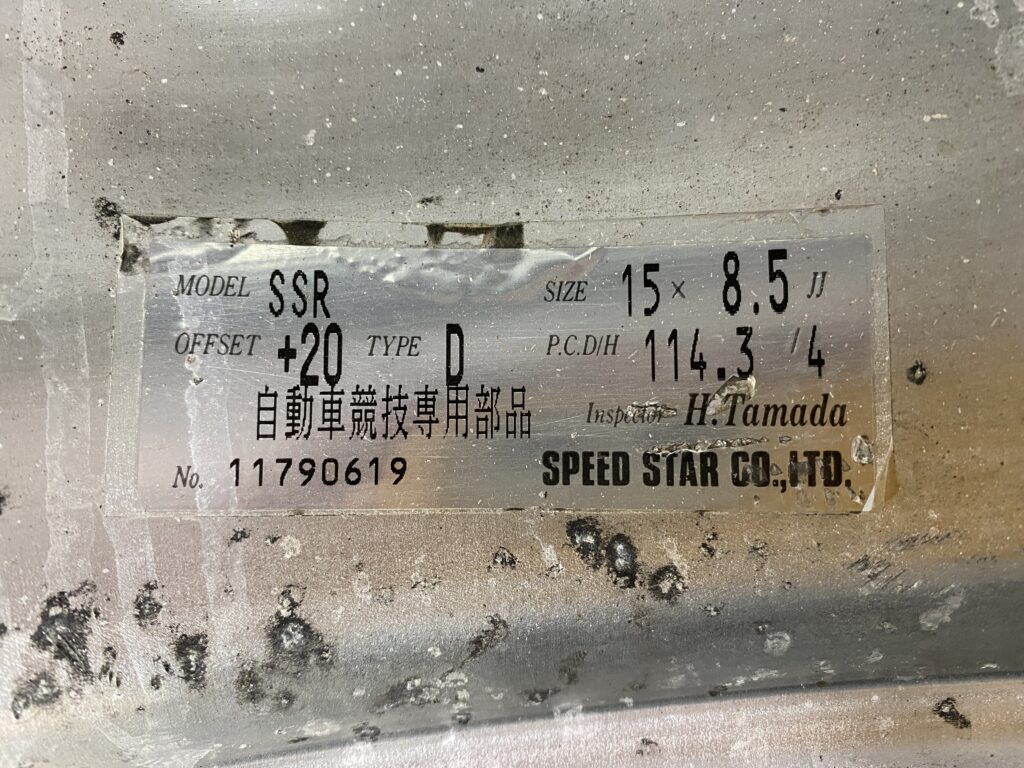 MODEL SSR SIZE 15 × 8.5 JJ
OFFSET +20 TYPE D P.C.D/H 114.3 / 4
自動車競技専用部品 Inspector H.Tamada
No. 11790619 SPEED STAR CO.,LTD.